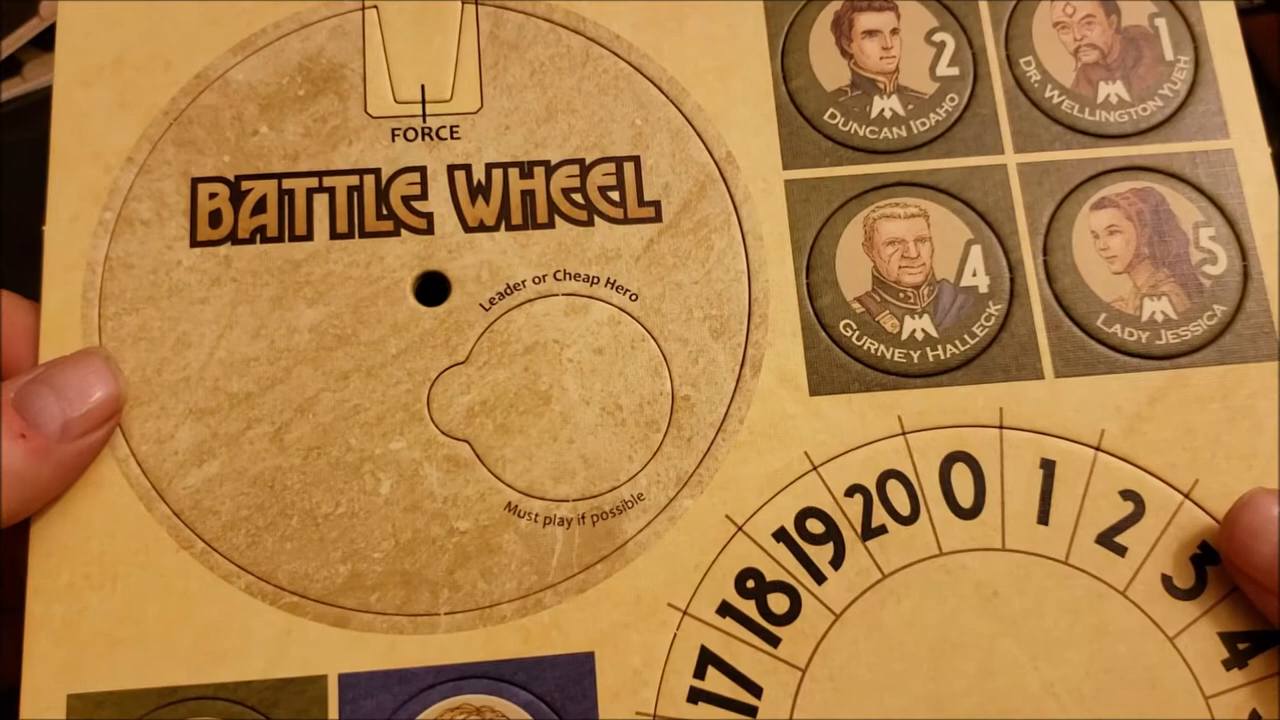 FORCE
BATTLE WHEEL
Leader or Cheap Hero
Must play if possible
2
DUNCAN IDAHO
1
DR. WELLINGTON YUEH
4
GURNEY HALLECK
5
LADY JESSICA
17
18
19
20
0
1
2
3
4